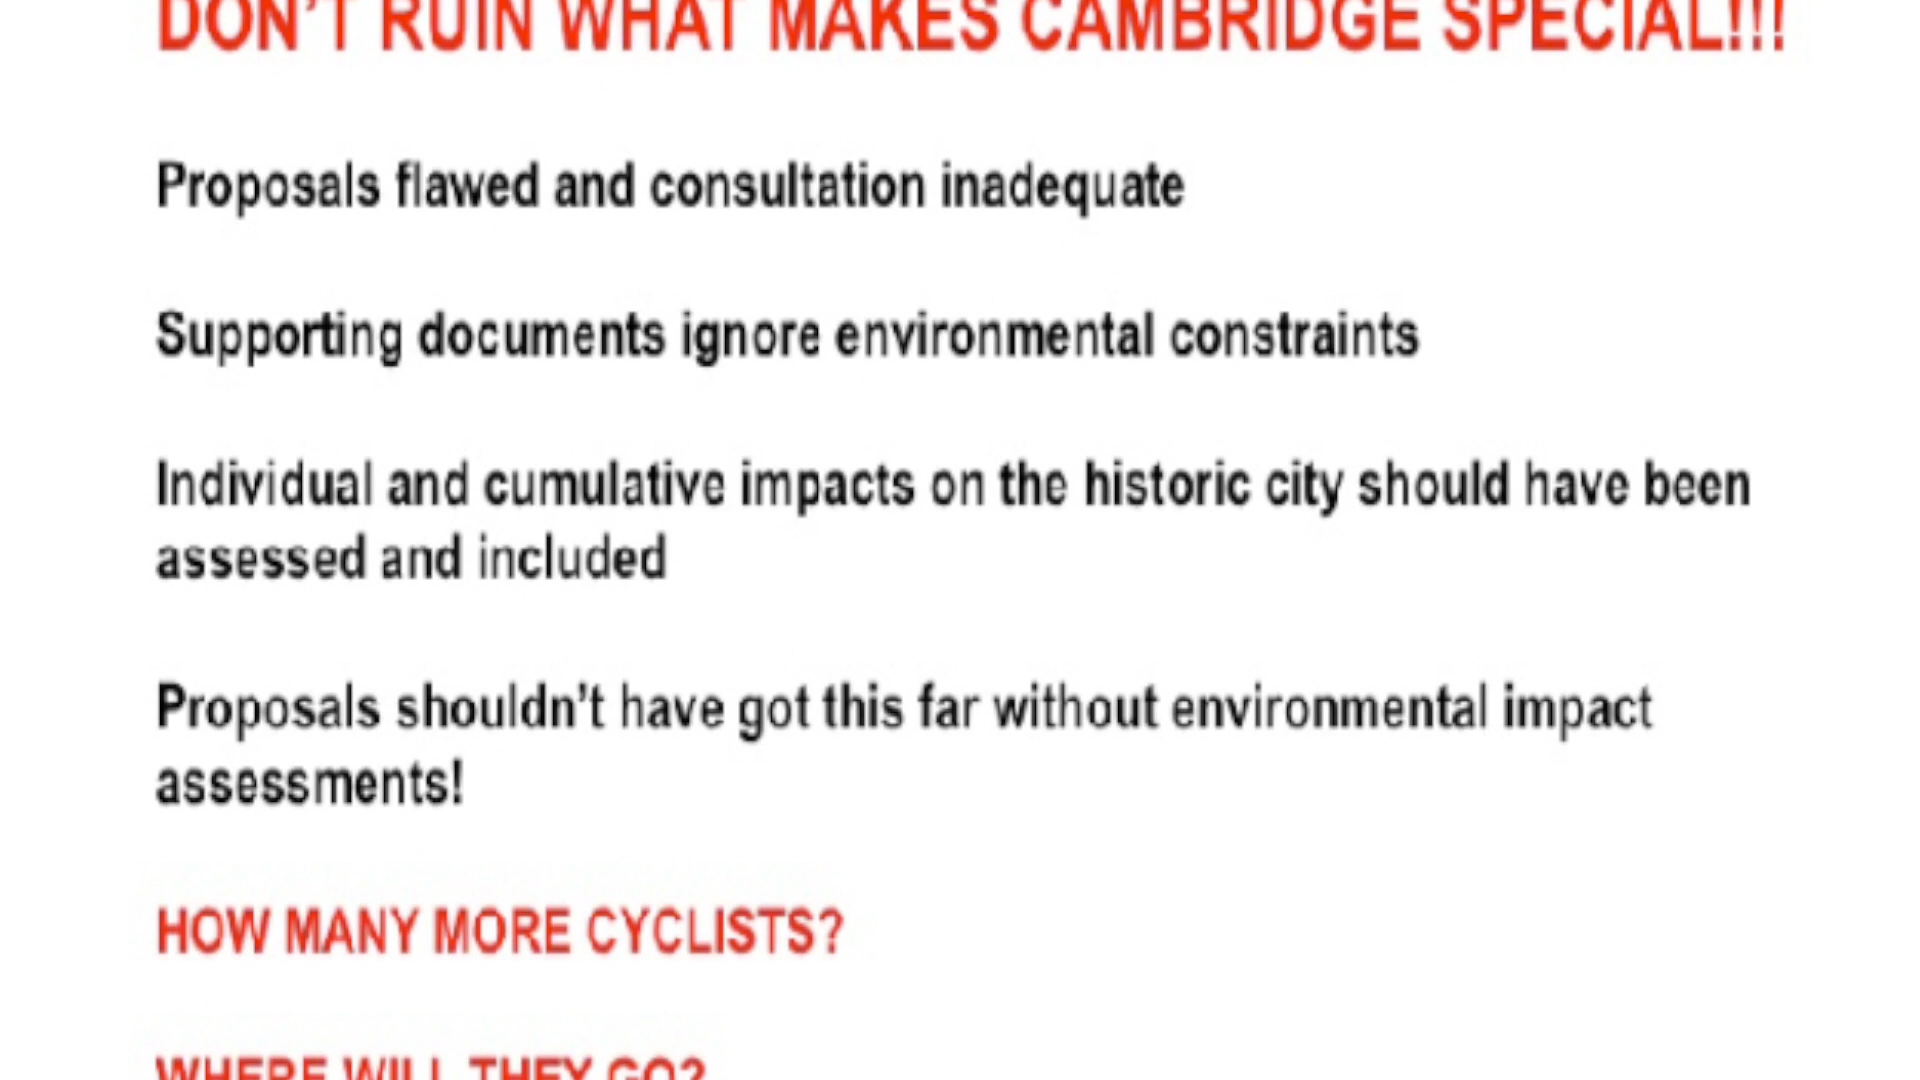 DON'T RUIN WHAT MAKES CAMBRIDGE SPECIAL!!!
Proposals flawed and consultation inadequate
Supporting documents ignore environmental constraints
Individual and cumulative impacts on the historic city should have been
assessed and included
Proposals shouldn't have got this far without environmental impact
assessments!
HOW MANY MORE CYCLISTS?
WHERE WILL THEY GO?